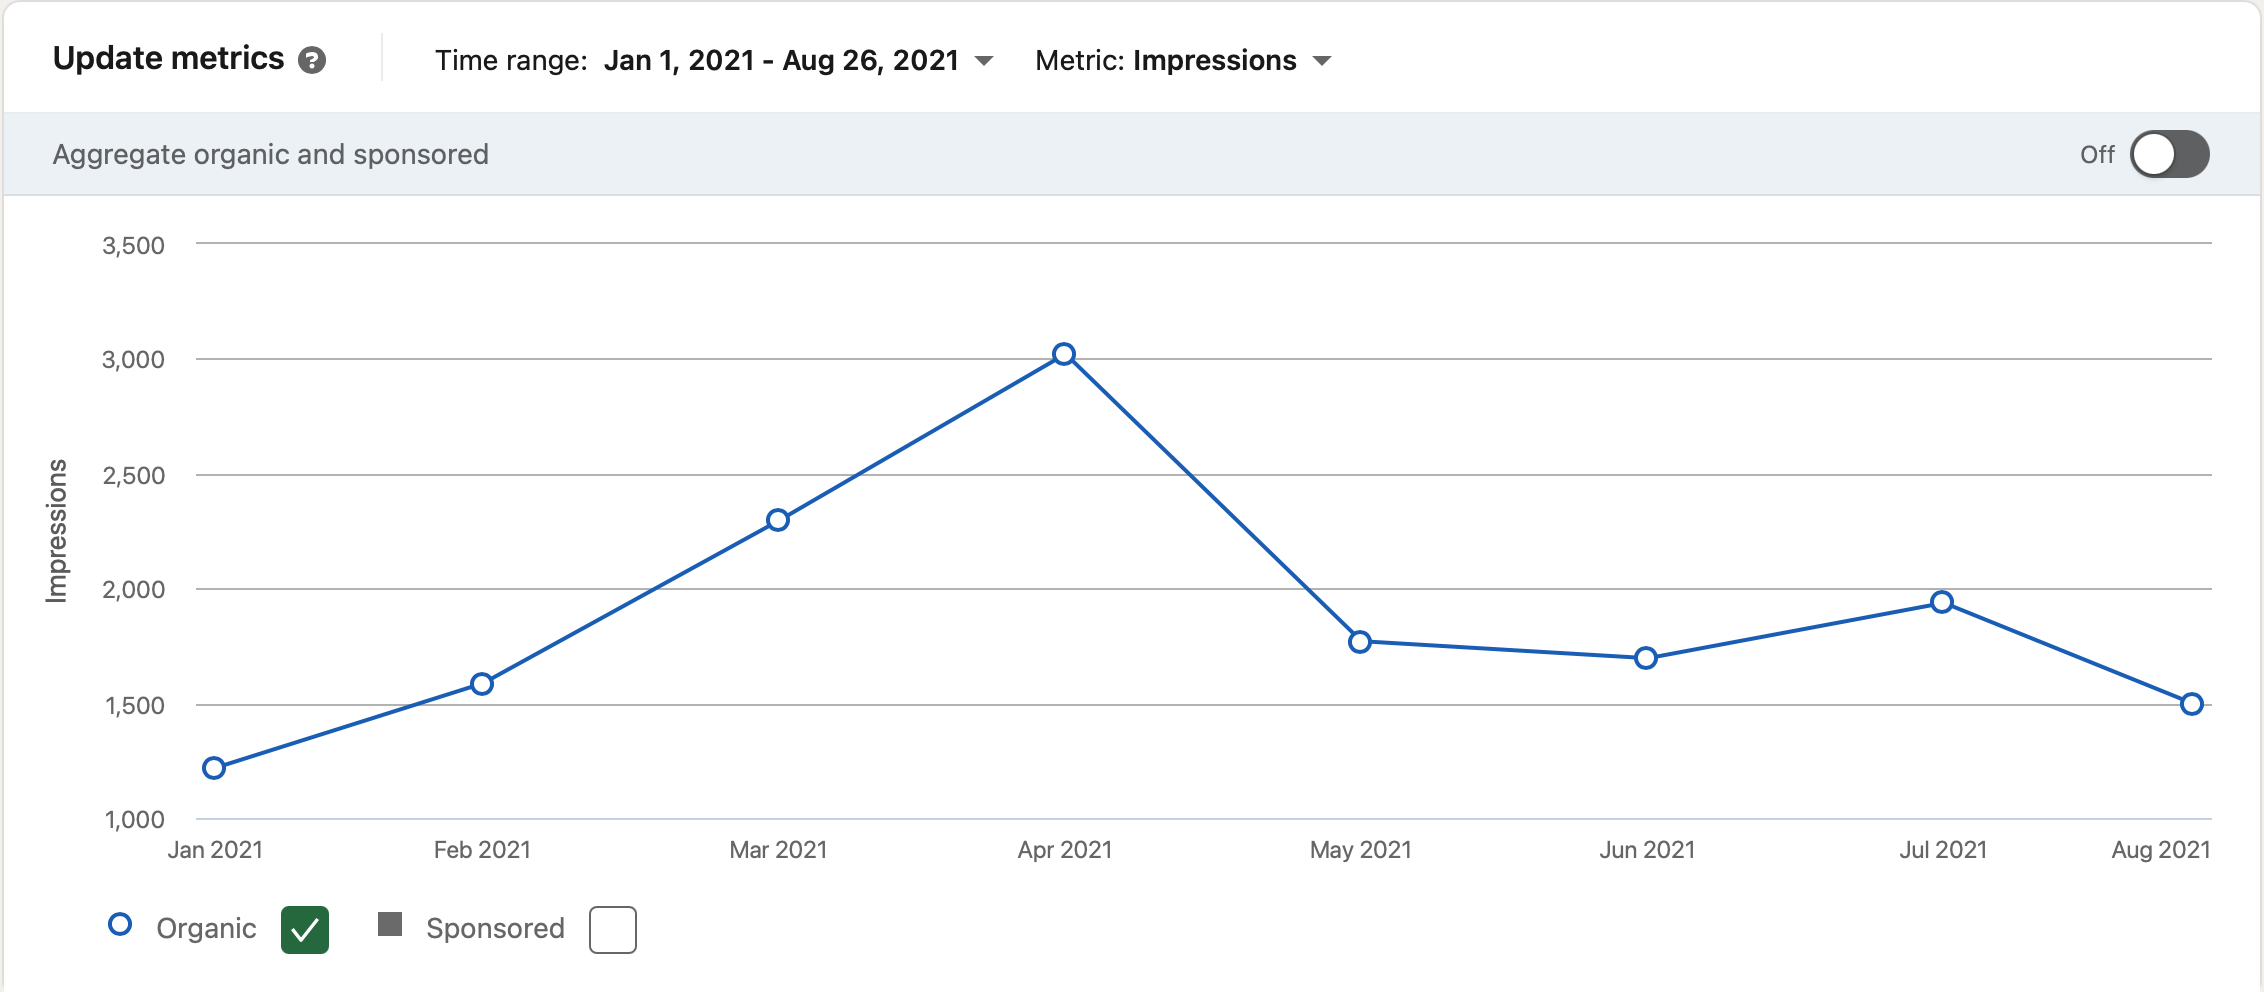 Update metrics ?
Time range: Jan 1, 2021 - Aug 26, 2021
Metric: Impressions
Aggregate organic and sponsored
Off
Impressions
3,500
3,000
2,500
2,000
1,500
1,000
Jan 2021 Feb 2021 Mar 2021 Apr 2021 May 2021 Jun 2021 Jul 2021 Aug 2021
Organic Sponsored